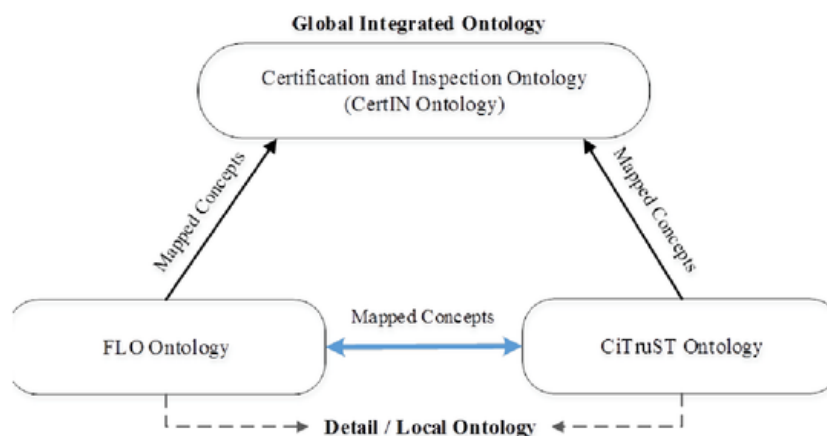 Global Integrated Ontology
Certification and Inspection Ontology
(CertIN Ontology)
Mapped Concepts
Mapped Concepts
Mapped Concepts
FLO Ontology
CiTruST Ontology
Detail / Local Ontology